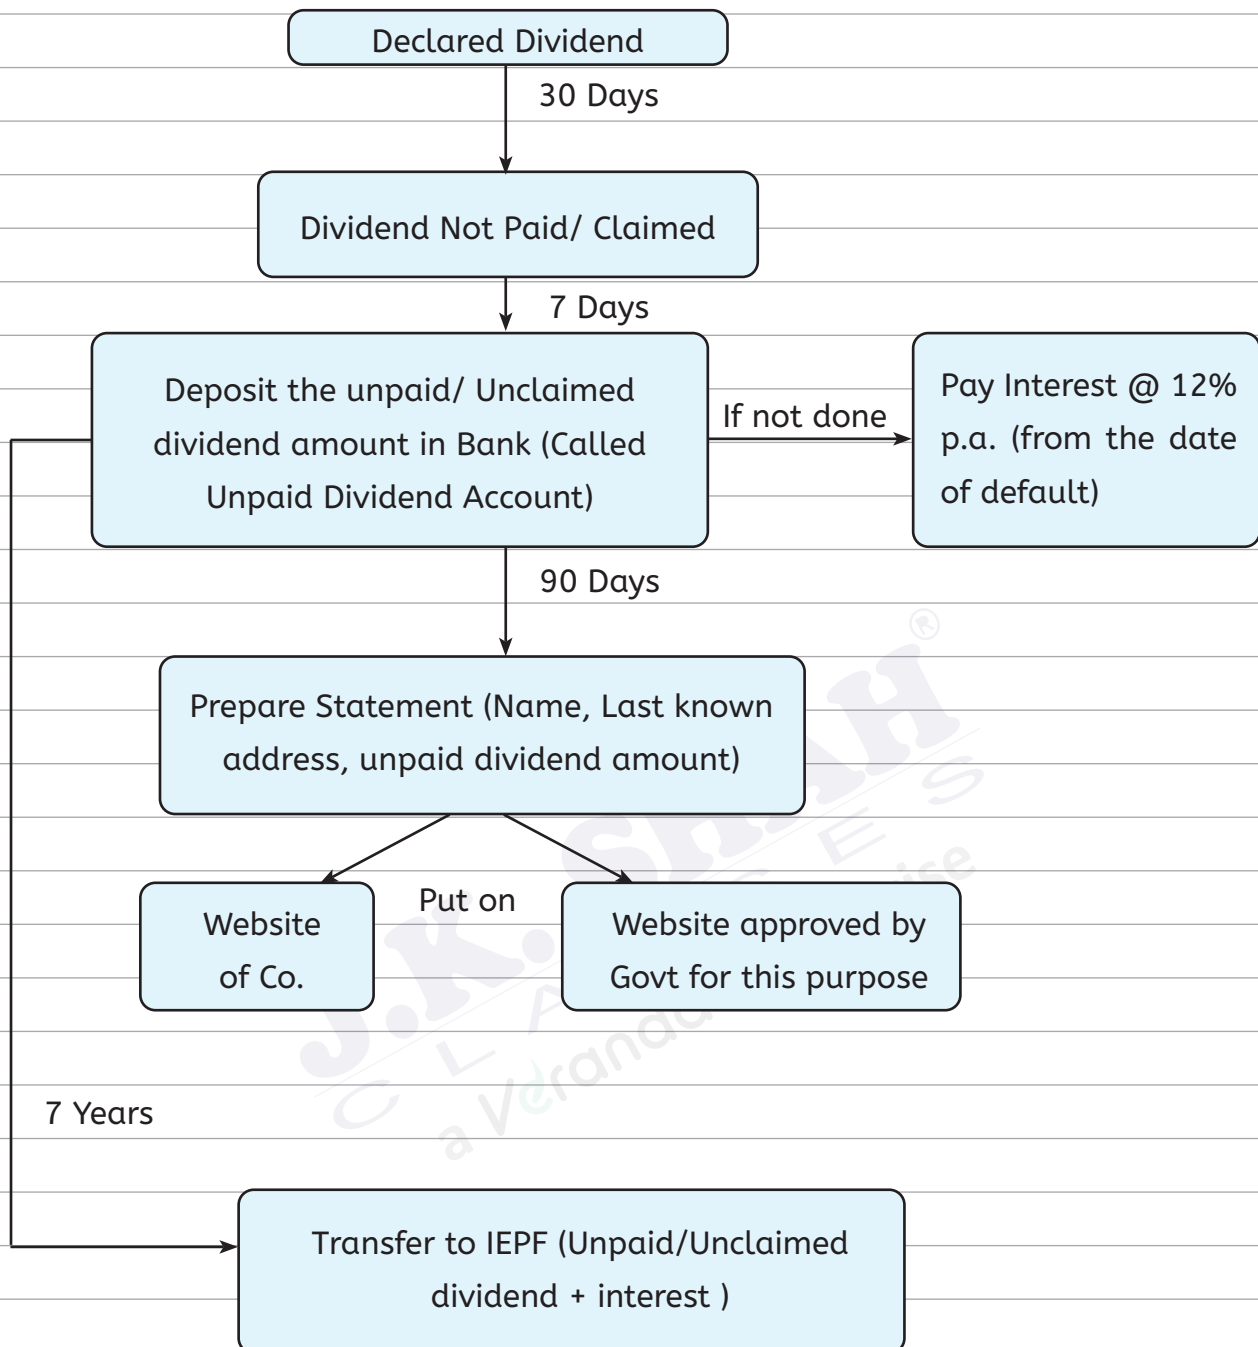 Declared Dividend
30 Days
Dividend Not Paid/ Claimed
7 Days
Deposit the unpaid/ Unclaimed
dividend amount in Bank (Called
Unpaid Dividend Account)
If not done
Pay Interest @ 12%
p.a. (from the date
of default)
90 Days
Prepare Statement (Name, Last known
address, unpaid dividend amount)
Put on
Website
of Co.
Website approved by
Govt for this purpose
7 Years
Transfer to IEPF (Unpaid/Unclaimed
dividend + interest )
J.K. SHAH ®